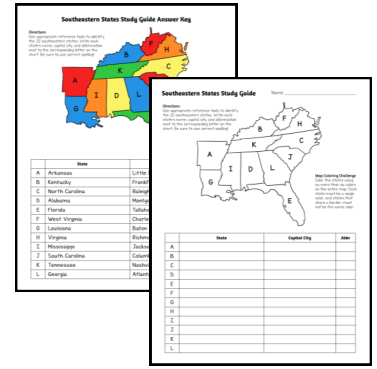 Southeastern States Study Guide Answer Key
Directions
Use appropriate reference tools to identify
the 12 southeastern states. Write each
state's name, capital city, and abbreviation
next to the corresponding letter on the
chart. Be sure to use correct spelling!
F
H
B
K
C
A
I
D
L
G
State
A Arkansas Little
B Kentucky Frankf
C North Carolina Raleigh
D Alabama Montgo
E Florida Tallaha
F West Virginia Charle
G Louisiana Baton
H Virginia Richmo
I Mississippi Jackso
J South Carolina Columb
K Tennessee Nashvi
L Georgia Atlant
Southeastern States Study Guide
Name
Directions
Use appropriate reference tools to identify
the 12 southeastern states. Write each
state's name, capital city, and abbreviation
next to the corresponding letter on the
chart. Be sure to use correct spelling!
F
H
B
K
C
A
J
I
D
L
G
E
Map Coloring Challenge
Color the states using
no more than six colors
on the entire map. Each
state must be a single
color, and states that
share a border must
not be the same color.
State Capital City Abbr
A
B
C
D
E
F
G
H
I
J
K
L